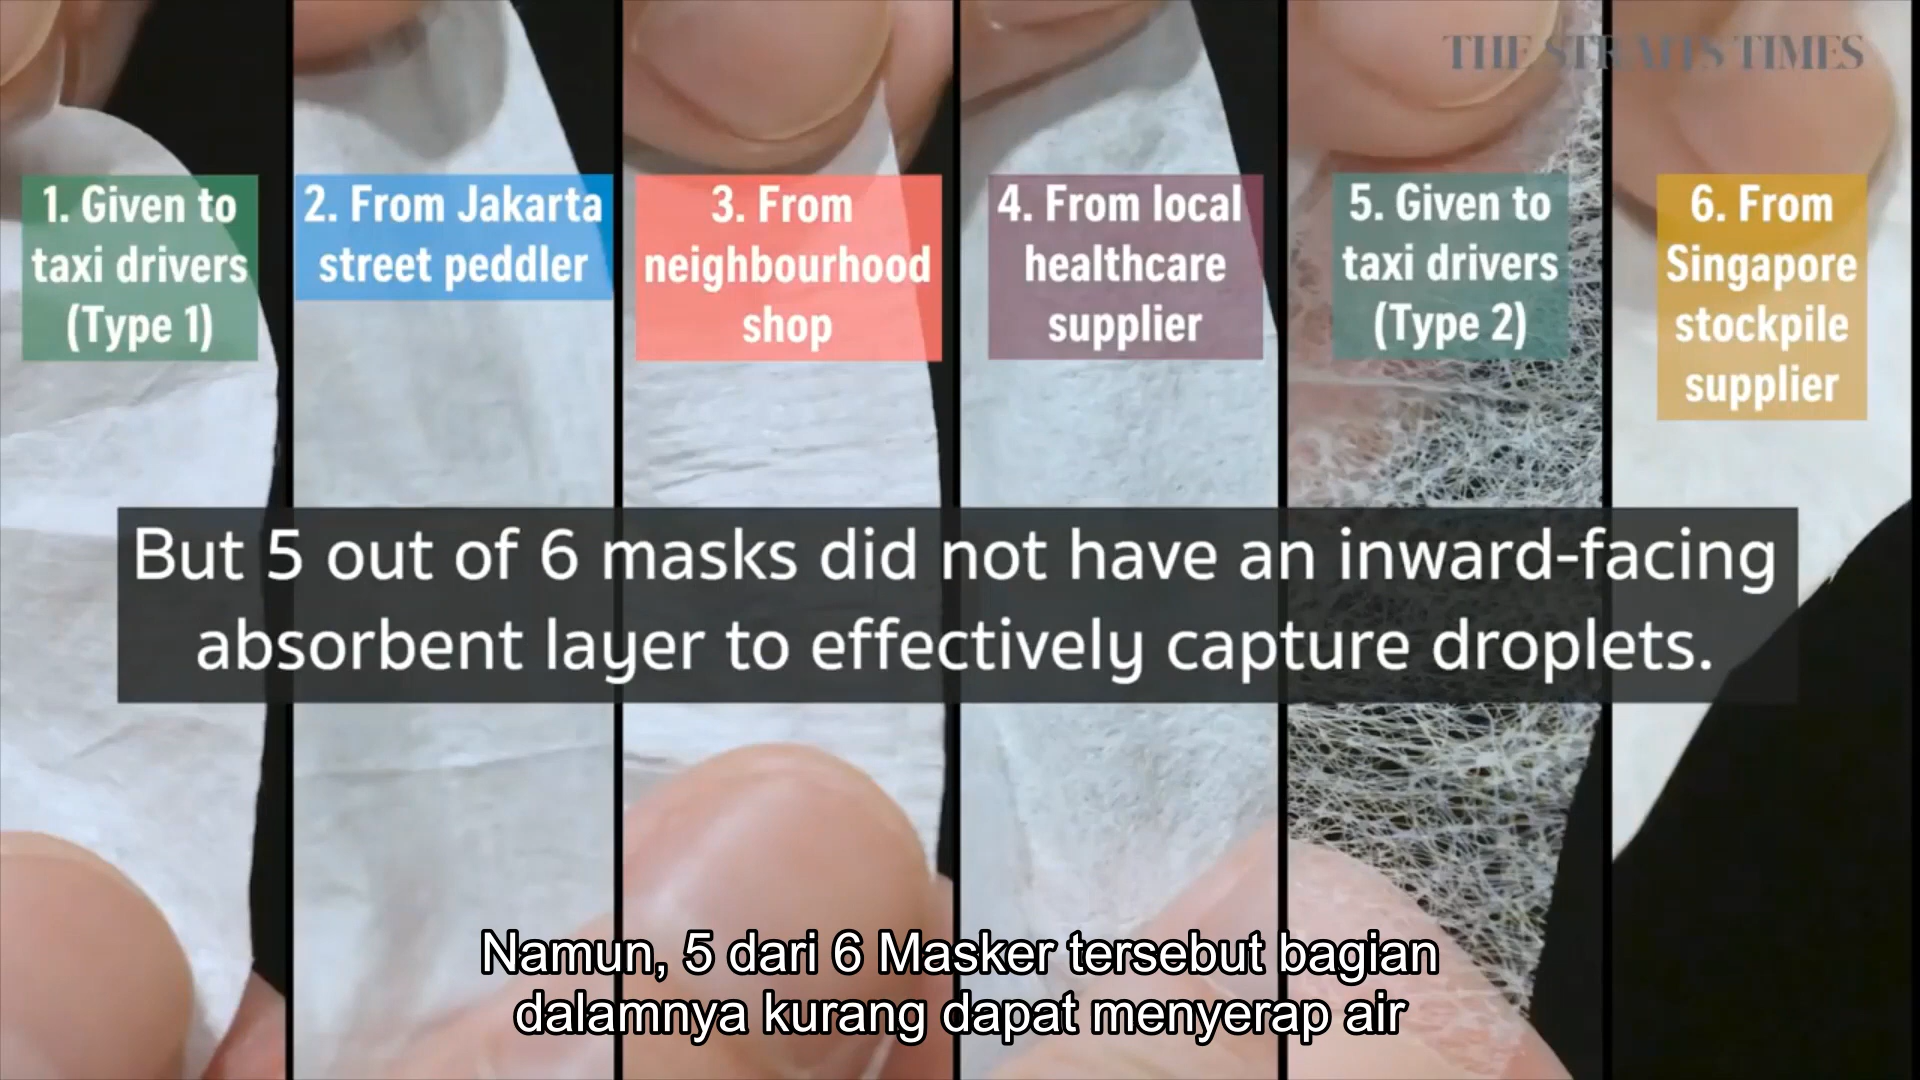 THE STRAITS TIMES
1. Given to
taxi drivers
(Type 1)
2. From Jakarta
street peddler
3. From
neighbourhood
shop
4. From local
healthcare
supplier
5. Given to
taxi drivers
(Type 2)
6. From
Singapore
stockpile
supplier
But 5 out of 6 masks did not have an inward-facing
absorbent layer to effectively capture droplets.
Namun, 5 dari 6 Masker tersebut bagian
dalamnya kurang dapat menyerap air